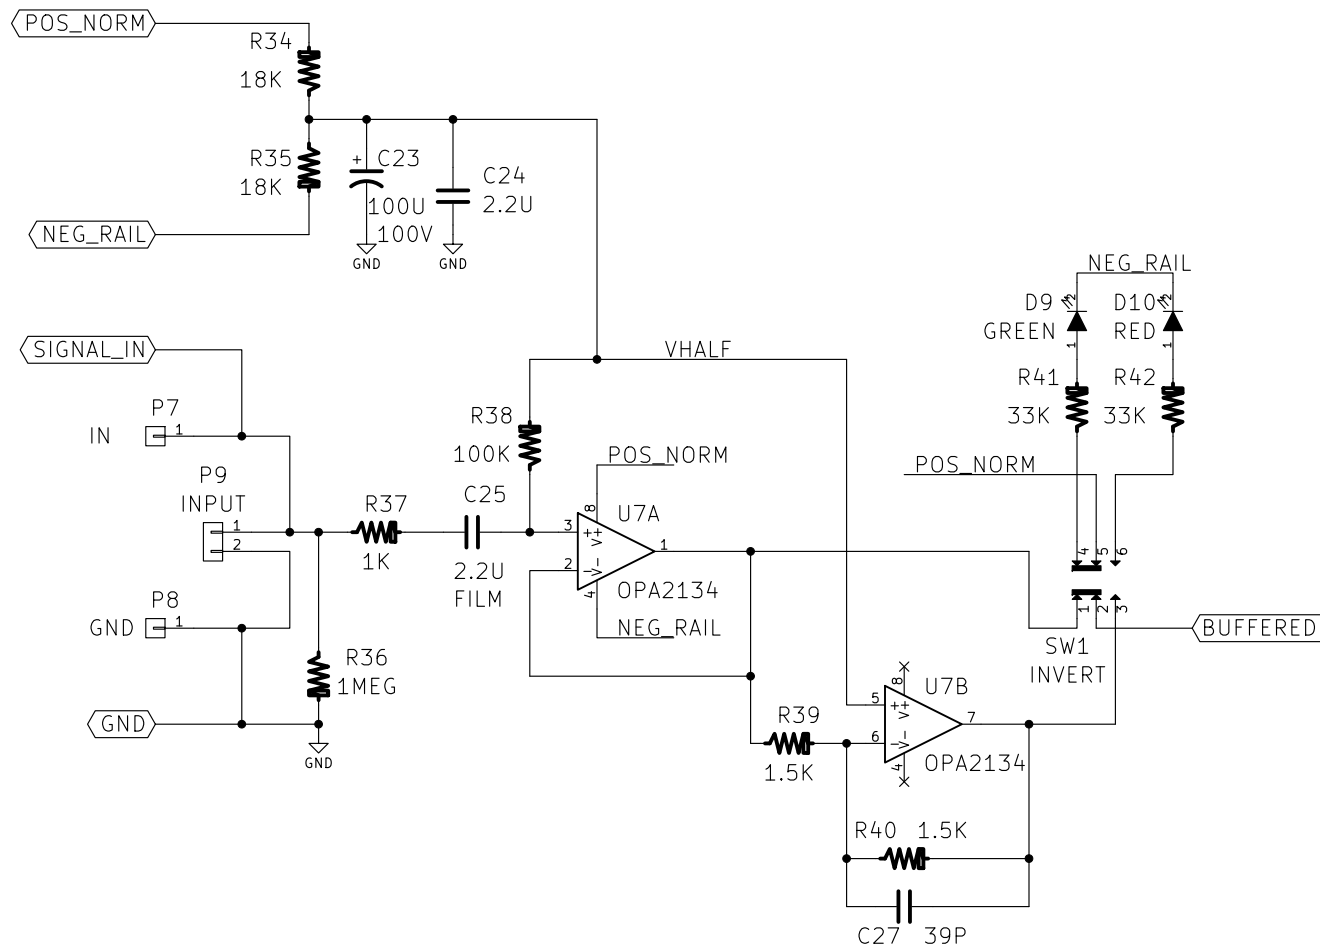 POS_NORM
R34
18K
R35
18K
+
C23
100U
100V
GND
C24
2.2U
GND
NEG_RAIL
SIGNAL_IN
P7
IN
1
P9
INPUT
1
2
P8
GND
1
GND
R36
1MEG
GND
R37
1K
C25
2.2U
FILM
R38
100K
VHALF
POS_NORM
8
U7A
3
+
V+
1
2
-
V-
4
OPA2134
NEG_RAIL
NEG_RAIL
D9
GREEN
2
1
D10
RED
2
1
R41
33K
R42
33K
POS_NORM
4
5
6
1
2
3
SW1
INVERT
BUFFERED
8
U7B
5
+
V+
7
6
-
V-
4
OPA2134
R39
1.5K
R40 1.5K
C27 39P